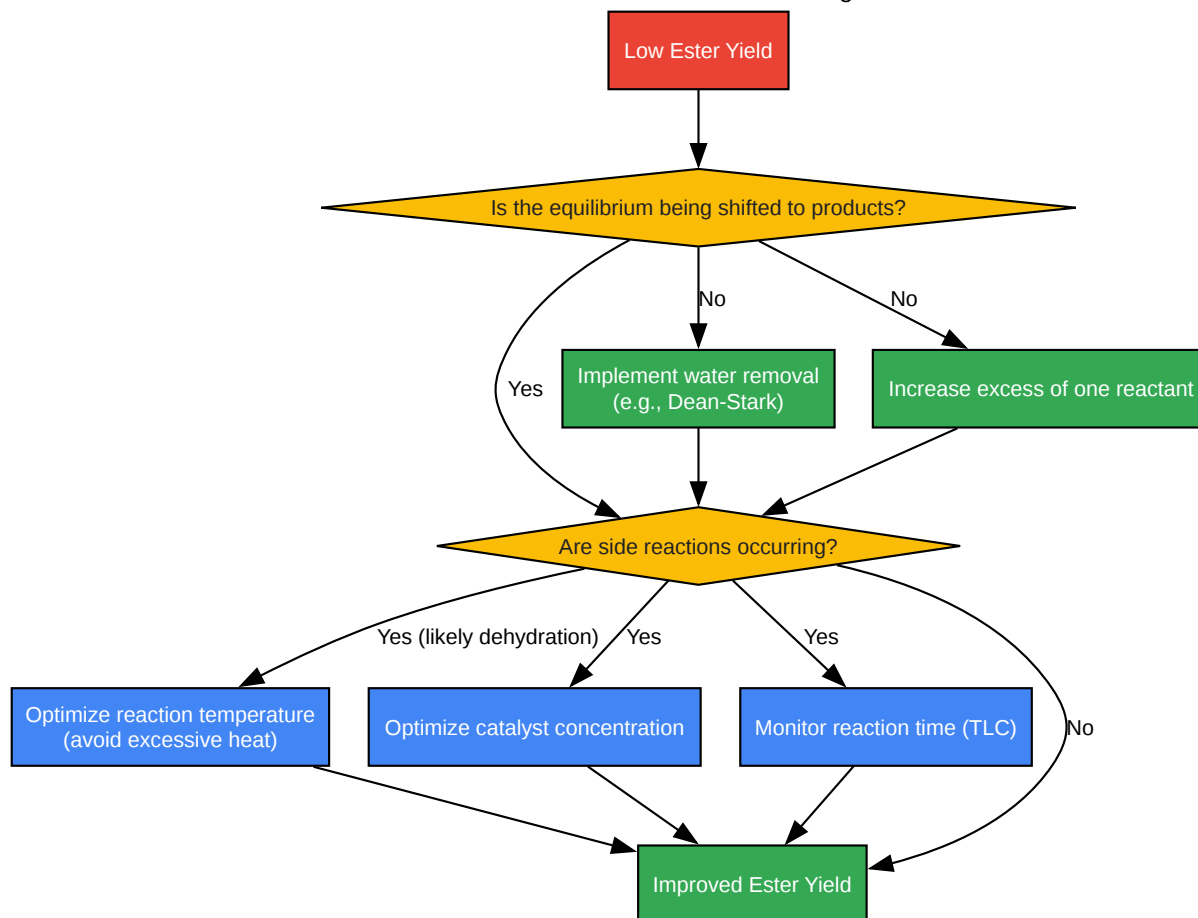 Low Ester Yield
Is the equilibrium being shifted to products?
No
No
Yes
Implement water removal
(e.g., Dean-Stark)
Increase excess of one reactant
Are side reactions occurring?
Yes (likely dehydration)
Yes
Yes
No
Optimize reaction temperature
(avoid excessive heat)
Optimize catalyst concentration
Monitor reaction time (TLC)
Improved Ester Yield